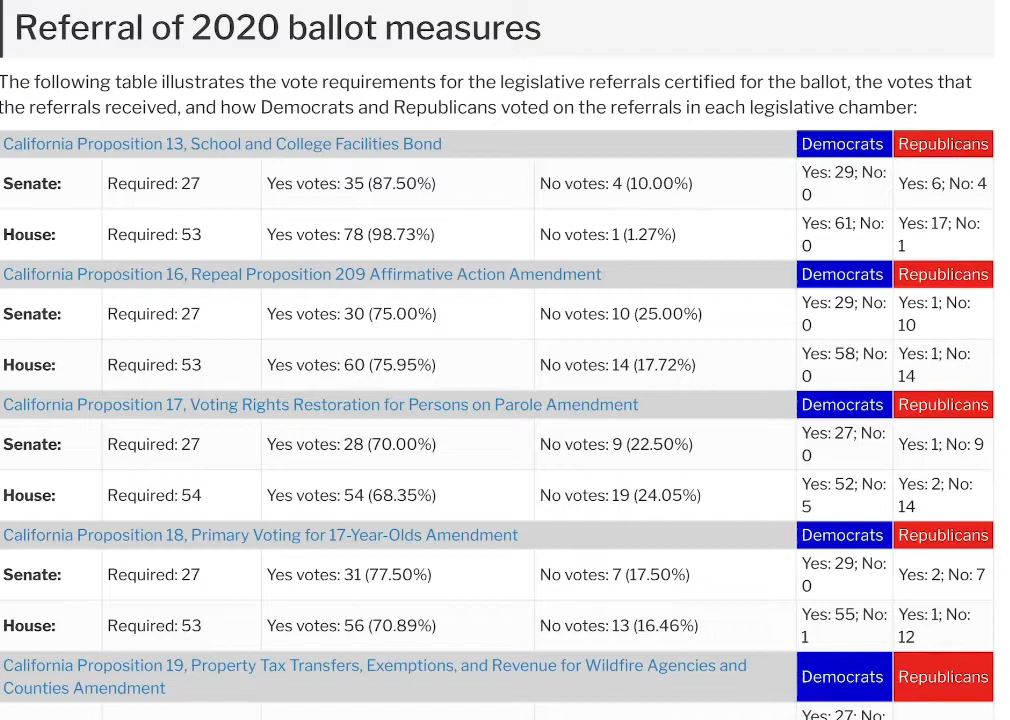 Referral of 2020 ballot measures
The following table illustrates the vote requirements for the legislative referrals certified for the ballot, the votes that
the referrals received, and how Democrats and Republicans voted on the referrals in each legislative chamber:
California Proposition 13, School and College Facilities Bond Democrats Republicans
Senate: Required: 27 Yes votes: 35 (87.50%) No votes: 4 (10.00%) Yes: 29; No: 0 Yes: 6; No: 4
House: Required: 53 Yes votes: 78 (98.73%) No votes: 1 (1.27%) Yes: 61; No: 0 Yes: 17; No: 1
California Proposition 16, Repeal Proposition 209 Affirmative Action Amendment Democrats Republicans
Senate: Required: 27 Yes votes: 30 (75.00%) No votes: 10 (25.00%) Yes: 29; No: 0 Yes: 1; No: 10
House: Required: 53 Yes votes: 60 (75.95%) No votes: 14 (17.72%) Yes: 58; No: 0 Yes: 1; No: 14
California Proposition 17, Voting Rights Restoration for Persons on Parole Amendment Democrats Republicans
Senate: Required: 27 Yes votes: 28 (70.00%) No votes: 9 (22.50%) Yes: 27; No: 0 Yes: 1; No: 9
House: Required: 54 Yes votes: 54 (68.35%) No votes: 19 (24.05%) Yes: 52; No: 5 Yes: 2; No: 14
California Proposition 18, Primary Voting for 17-Year-Olds Amendment Democrats Republicans
Senate: Required: 27 Yes votes: 31 (77.50%) No votes: 7 (17.50%) Yes: 29; No: 0 Yes: 2; No: 7
House: Required: 53 Yes votes: 56 (70.89%) No votes: 13 (16.46%) Yes: 55; No: 1 Yes: 1; No: 12
California Proposition 19, Property Tax Transfers, Exemptions, and Revenue for Wildfire Agencies and
Counties Amendment Democrats Republicans
Yes: 27; No: